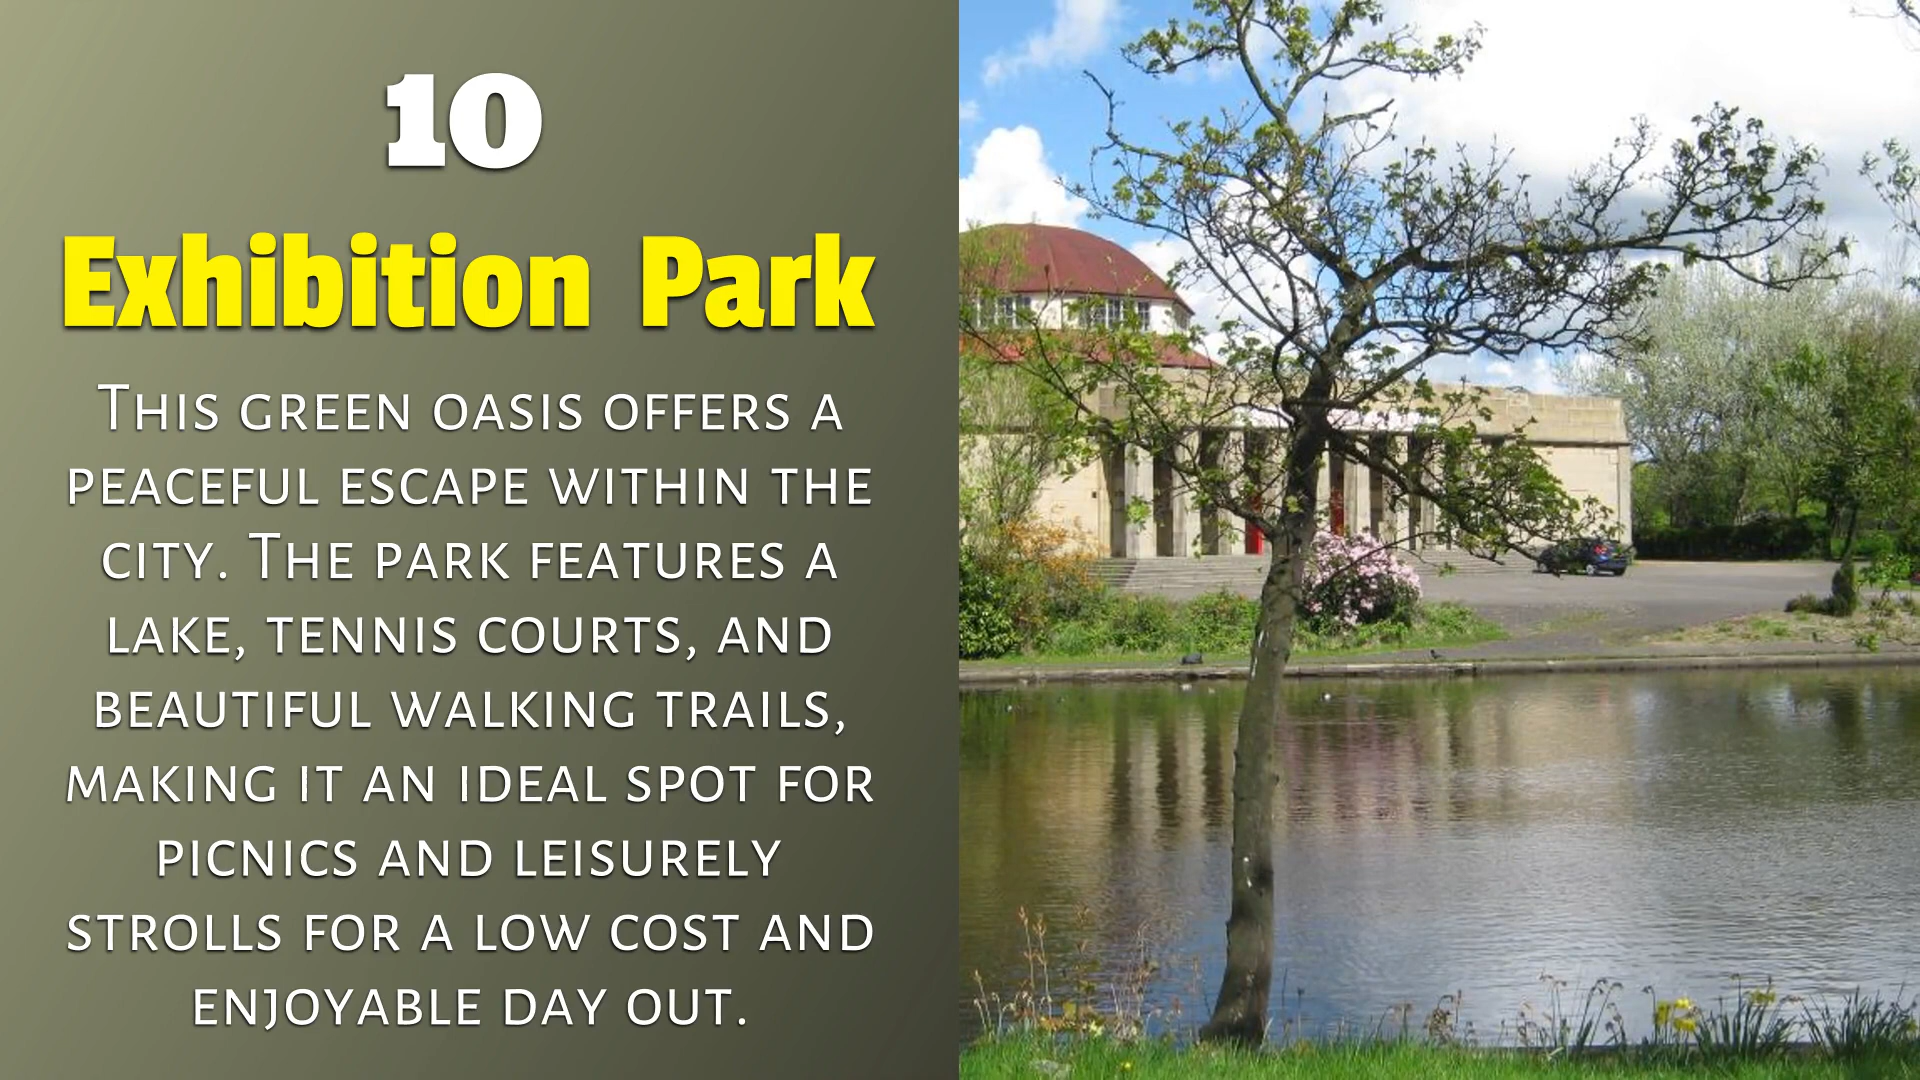 10
Exhibition Park
This green oasis offers a
peaceful escape within the
city. The park features a
lake, tennis courts, and
beautiful walking trails,
making it an ideal spot for
picnics and leisurely
strolls for a low cost and
enjoyable day out.